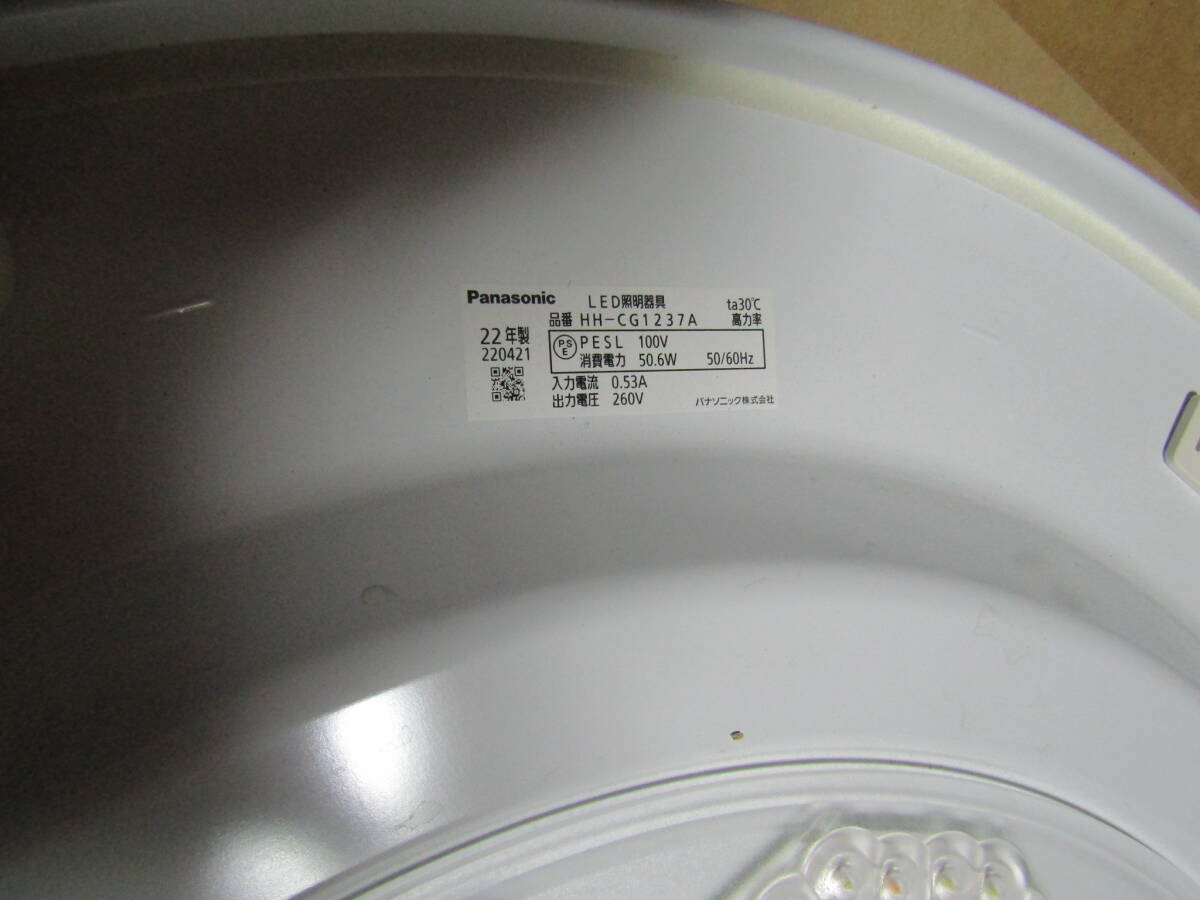 Panasonic LED照明器具 ta30℃
品番 HH-CG1237A 高力率
22年製
220421
PSE PESL 100V
消費電力 50.6W 50/60Hz
入力電流 0.53A
出力電圧 260V
パナソニック株式会社